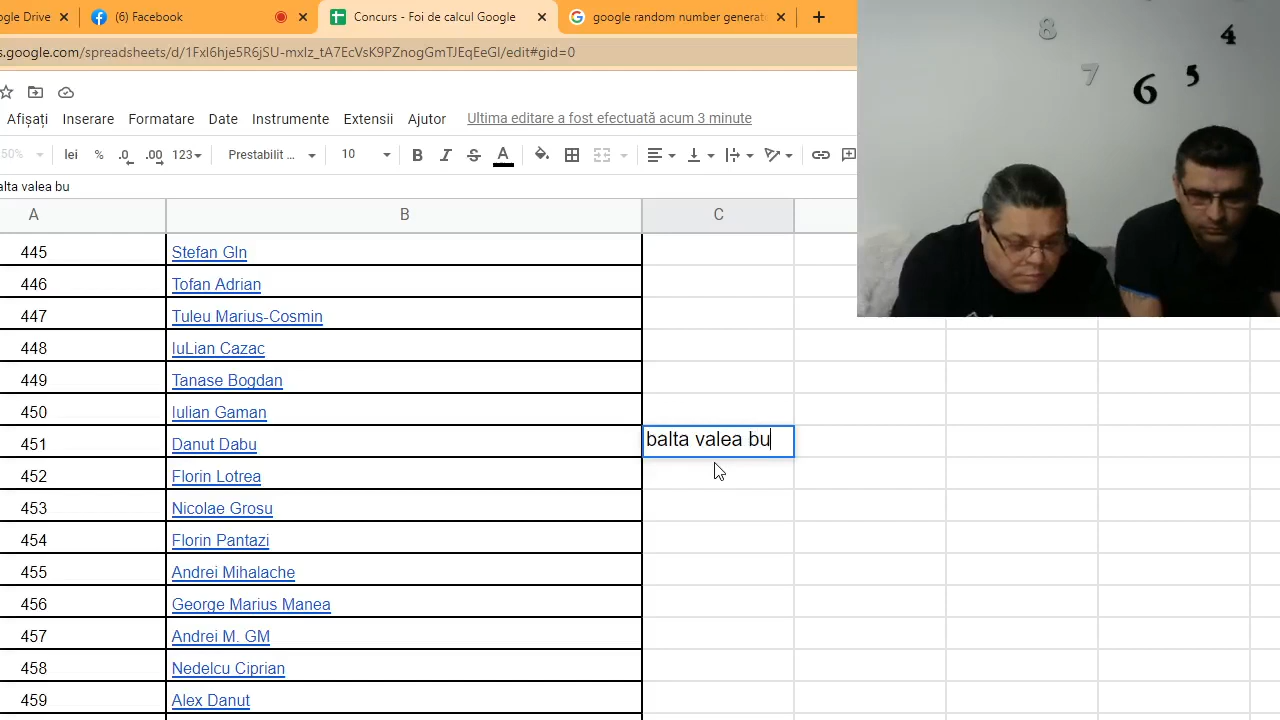 ogle Drive
(6) Facebook
Concurs - Foi de calcul Google
google random number generat
s.google.com/spreadsheets/d/1FxI6hje5R6jSU-mxIz_tA7EcVsK9PZnogGmTJEqEeGI/edit#gid=0
Afișați Inserare Formatare Date Instrumente Extensii Ajutor Ultima editare a fost efectuată acum 3 minute
50% lei % .0 .00 123 Prestabilit ... 10 B I S A
alta valea bu
A B C
445 Stefan Gln
446 Tofan Adrian
447 Tuleu Marius-Cosmin
448 IuLian Cazac
449 Tanase Bogdan
450 Iulian Gaman
451 Danut Dabu balta valea bu
452 Florin Lotrea
453 Nicolae Grosu
454 Florin Pantazi
455 Andrei Mihalache
456 George Marius Manea
457 Andrei M. GM
458 Nedelcu Ciprian
459 Alex Danut
8 4
7 6 5